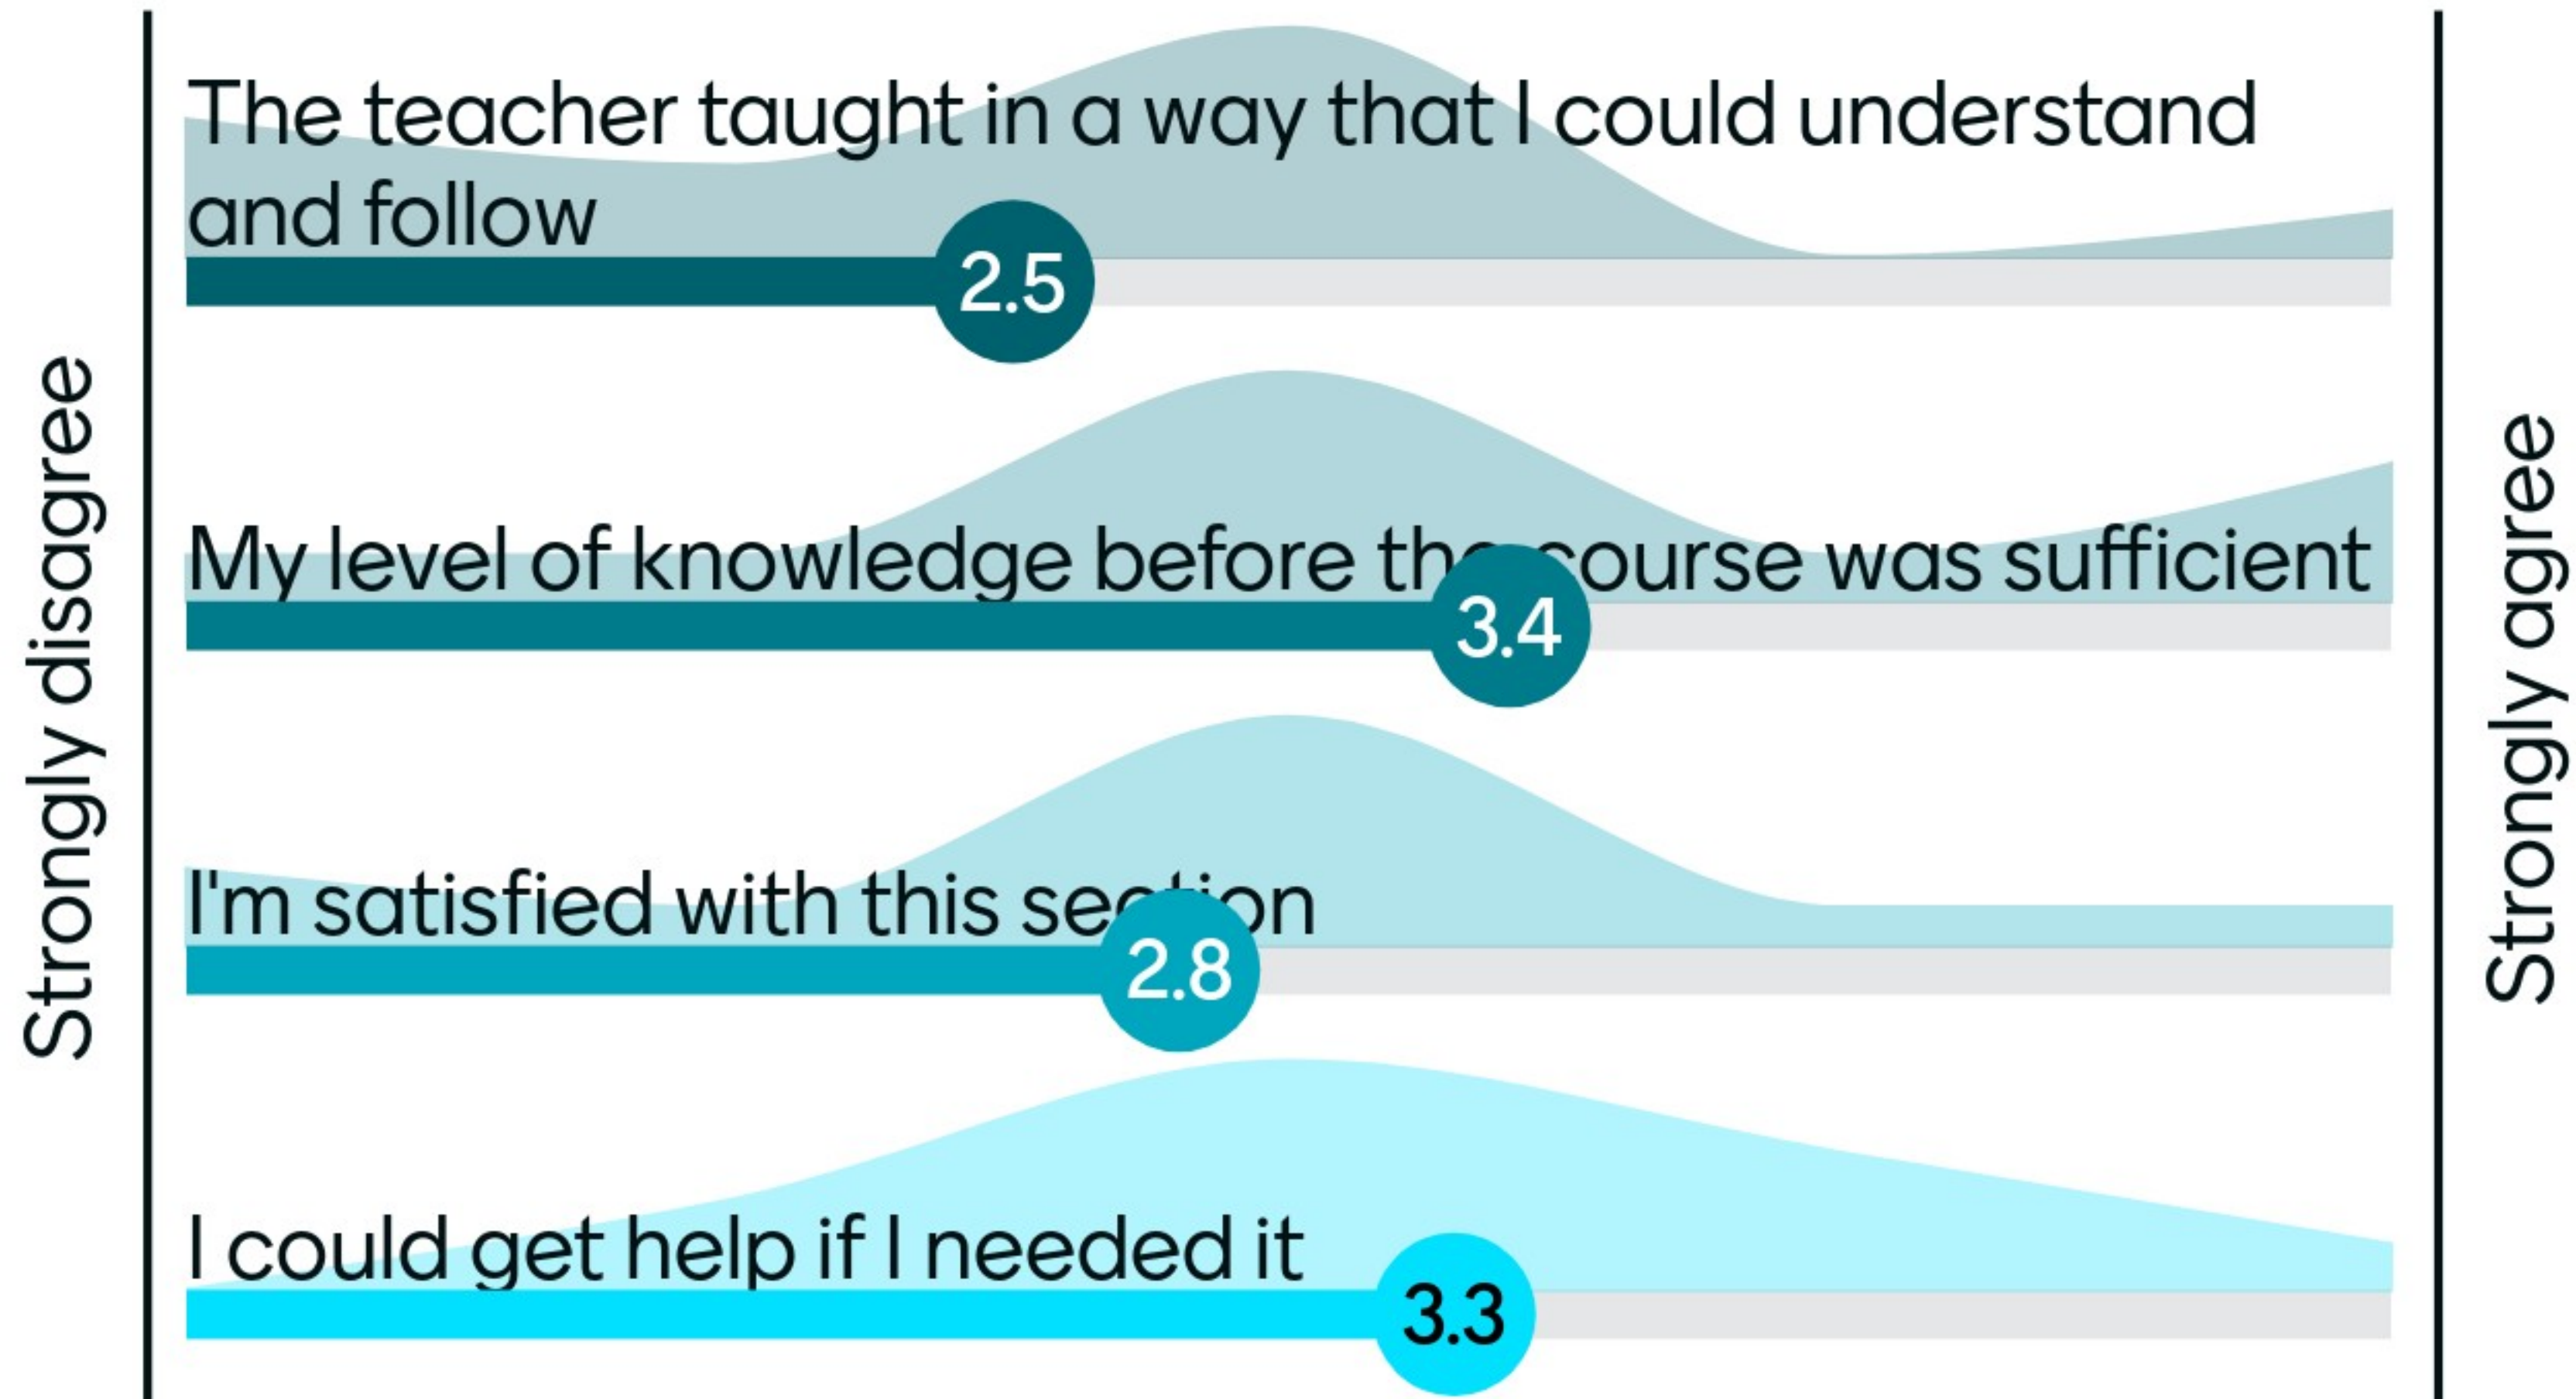 Strongly disagree
The teacher taught in a way that I could understand
and follow
2.5
My level of knowledge before the course was sufficient
3.4
I'm satisfied with this section
2.8
I could get help if I needed it
3.3
Strongly agree